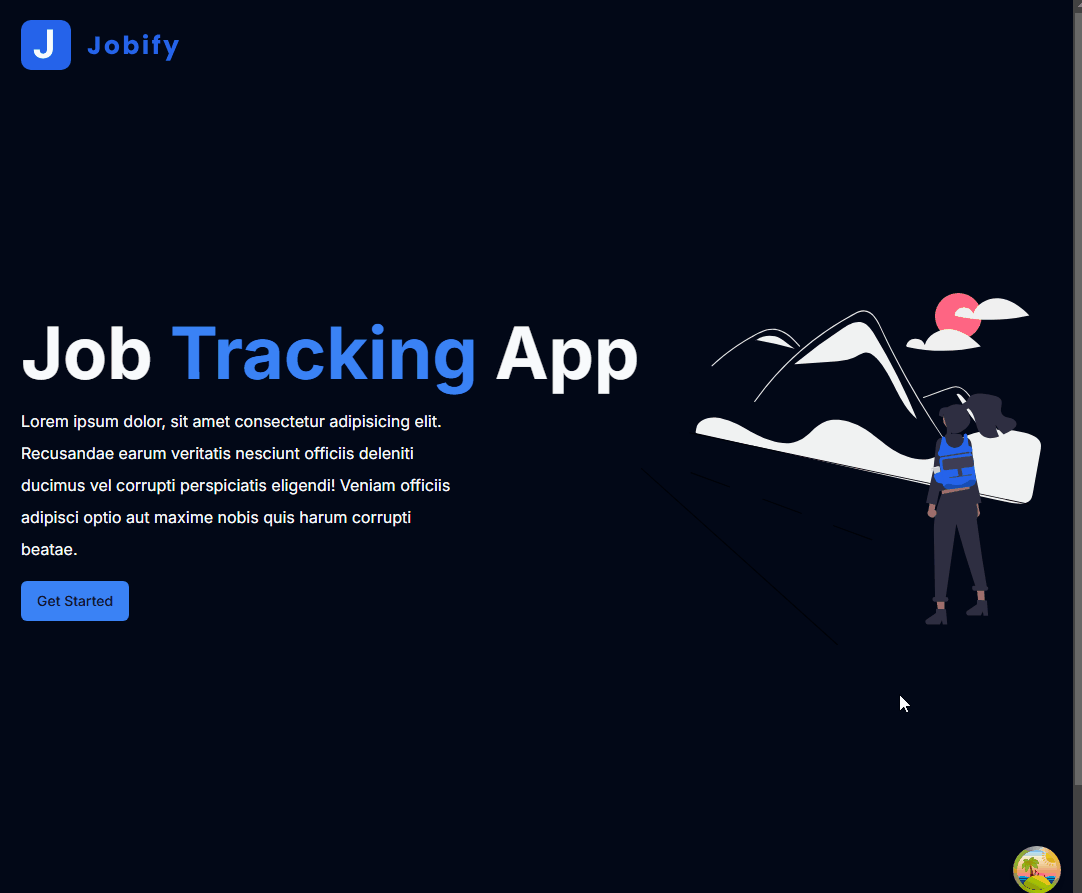 J Jobify
Job Tracking App
Lorem ipsum dolor, sit amet consectetur adipisicing elit.
Recusandae earum veritatis nesciunt officiis deleniti
ducimus vel corrupti perspiciatis eligendi! Veniam officiis
adipisci optio aut maxime nobis quis harum corrupti
beatae.
Get Started